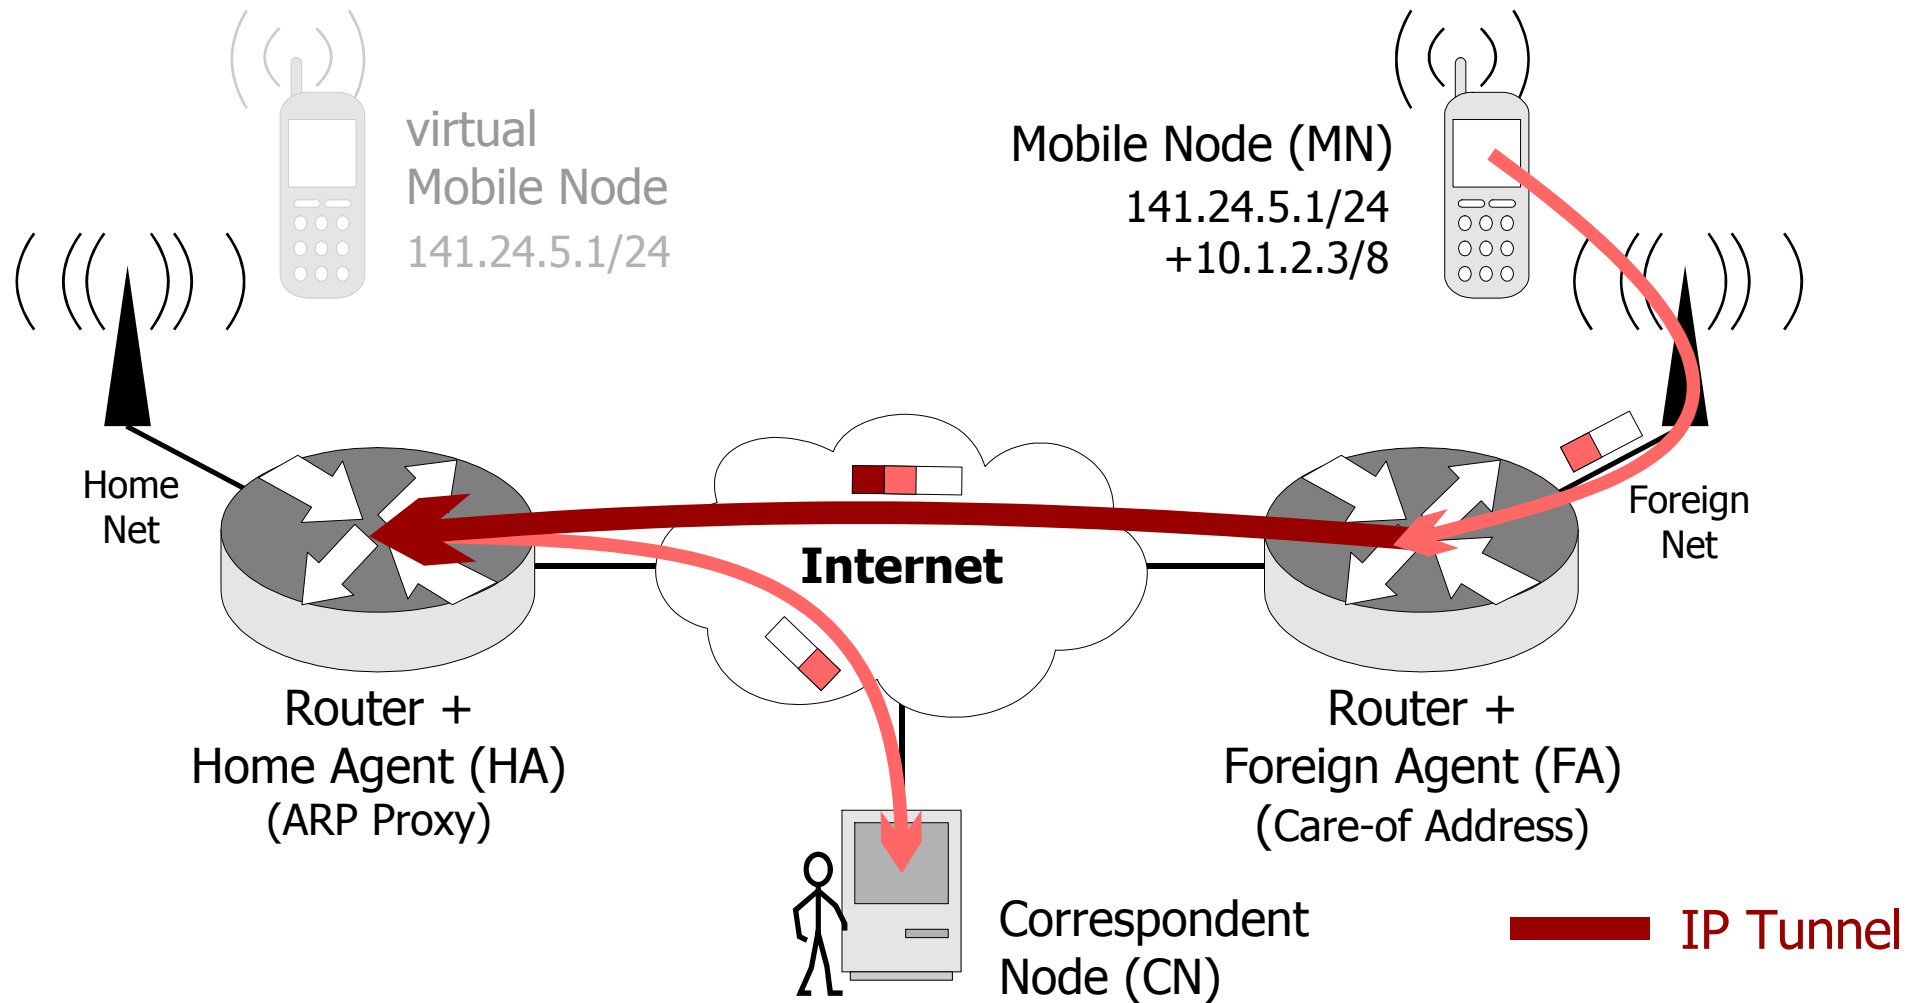 virtual
Mobile Node
141.24.5.1/24
Mobile Node (MN)
141.24.5.1/24
+10.1.2.3/8
Home
Net
Foreign
Net
Internet
Router +
Home Agent (HA)
(ARP Proxy)
Router +
Foreign Agent (FA)
(Care-of Address)
Correspondent
Node (CN)
IP Tunnel